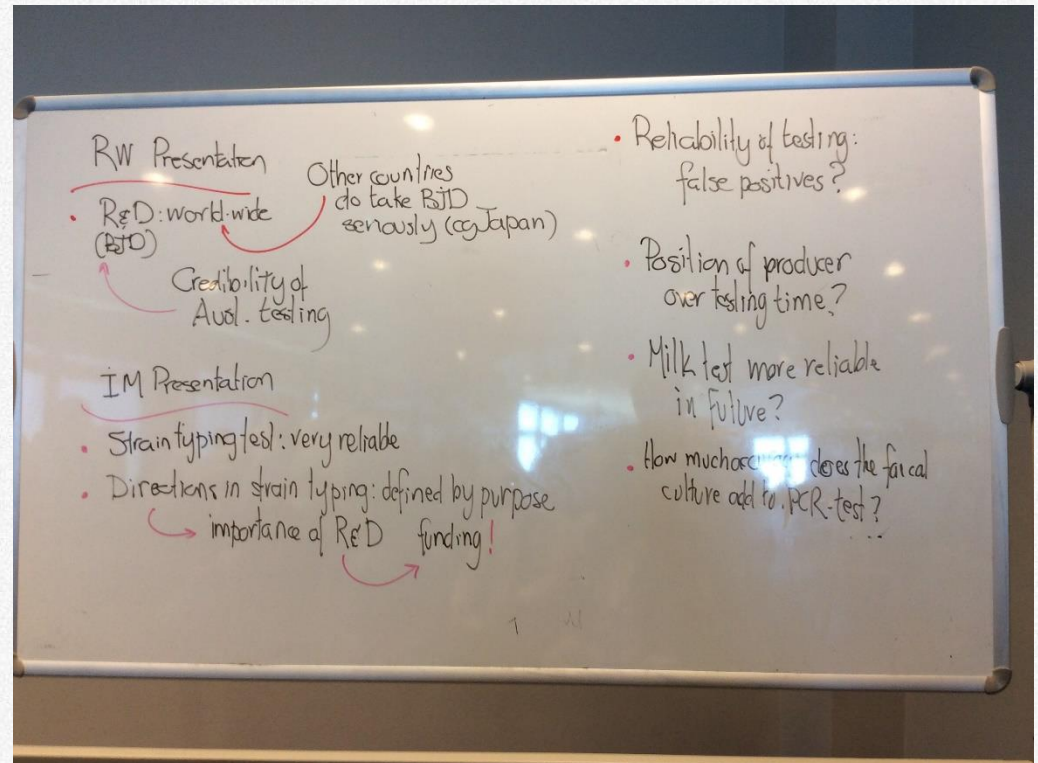 RW Presentation
• R&D: world-wide
(BJD)
Other countries
do take BJD
seriously (eg Japan)
Credibility of
Ausl. testing
IM Presentation
• Strain typing test: very reliable
• Directions in strain typing: defined by purpose
importance of R&D funding!
• Reliability of testing:
false positives?
• Position of producer
over testing time?
• Milk test more reliable
in future?
• How much does the faecal
culture add to PCR-test?